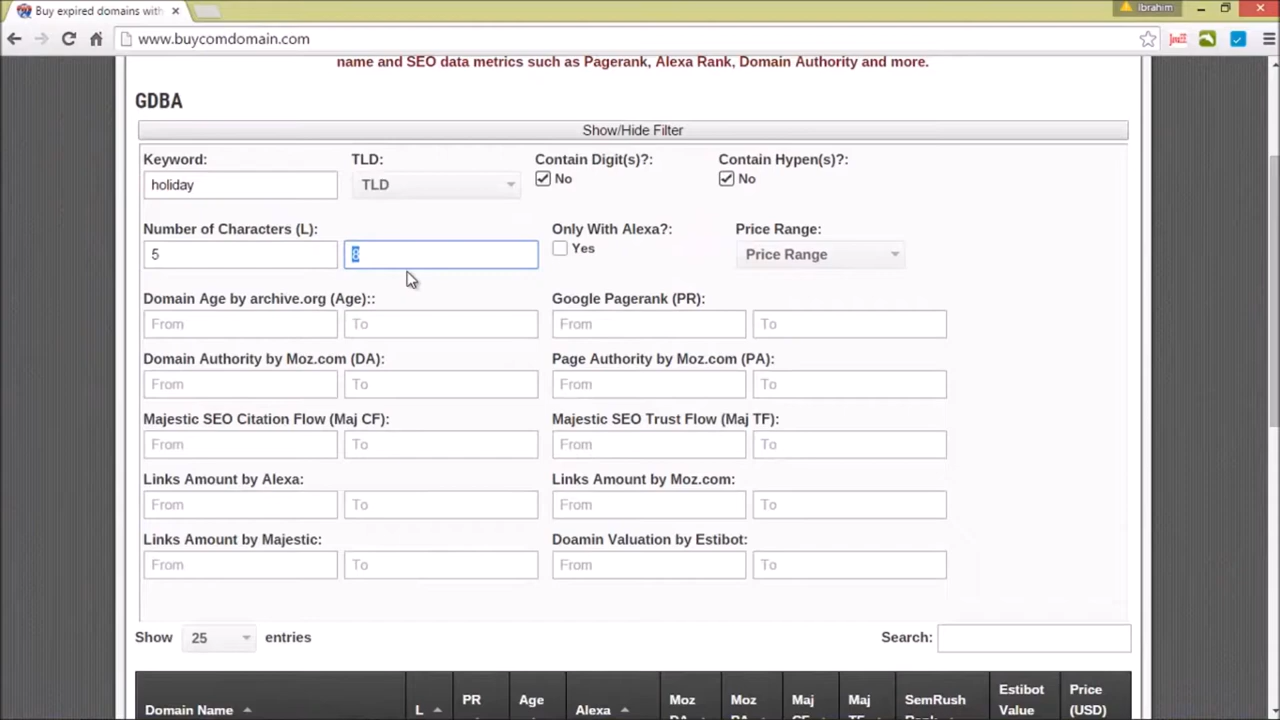 Buy expired domains with
Ibrahim
www.buycomdomain.com
name and SEO data metrics such as Pagerank, Alexa Rank, Domain Authority and more.
GDBA
Show/Hide Filter
Keyword: TLD: Contain Digit(s)?: Contain Hypen(s)?:
holiday TLD No No
Number of Characters (L): Only With Alexa?: Price Range:
5 8 Yes Price Range
Domain Age by archive.org (Age):: Google Pagerank (PR):
From To From To
Domain Authority by Moz.com (DA): Page Authority by Moz.com (PA):
From To From To
Majestic SEO Citation Flow (Maj CF): Majestic SEO Trust Flow (Maj TF):
From To From To
Links Amount by Alexa: Links Amount by Moz.com:
From To From To
Links Amount by Majestic: Doamin Valuation by Estibot:
From To From To
Show 25 entries Search:
Domain Name L PR Age Alexa Moz Moz Maj Maj SemRush Estibot Value Price (USD)